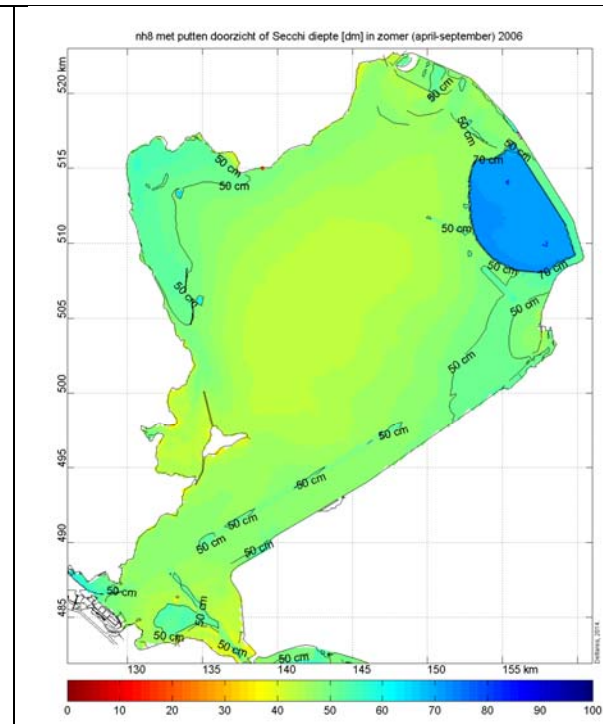 nh8 met putten doorzicht of Secchi diepte [dm] in zomer (april-september) 2006
520 km
50 cm
50 cm
50 cm
70 cm
515
50 cm
50 cm
510
50 cm
50 cm
70 cm
50 cm
50 cm
505
50 cm
500
50 cm
495
50 cm
50 cm
490
50 cm
50 cm
50 cm
485
50 cm
50 cm
50 cm
130
135
140
145
150
155 km
Deltares, 2014.
0
10
20
30
40
50
60
70
80
90
100